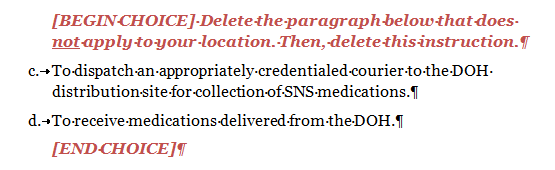 [BEGIN·CHOICE]·Delete·the·paragraph·below·that·does·
not·apply·to·your·location.·Then,·delete·this·instruction.¶
c.→To·dispatch·an·appropriately·credentialed·courier·to·the·DOH·
distribution·site·for·collection·of·SNS·medications.¶
d.→To·receive·medications·delivered·from·the·DOH.¶
[END·CHOICE]¶